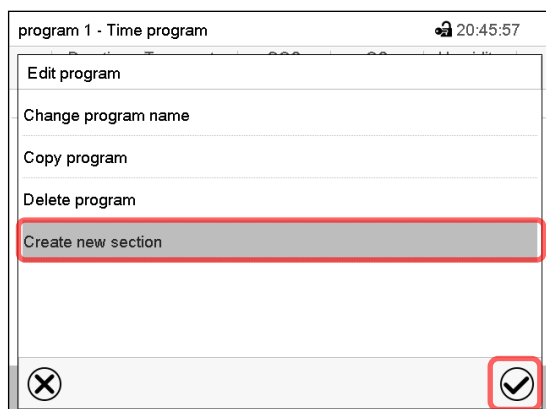 program 1 - Time program 20:45:57
Edit program
Change program name
Copy program
Delete program
Create new section